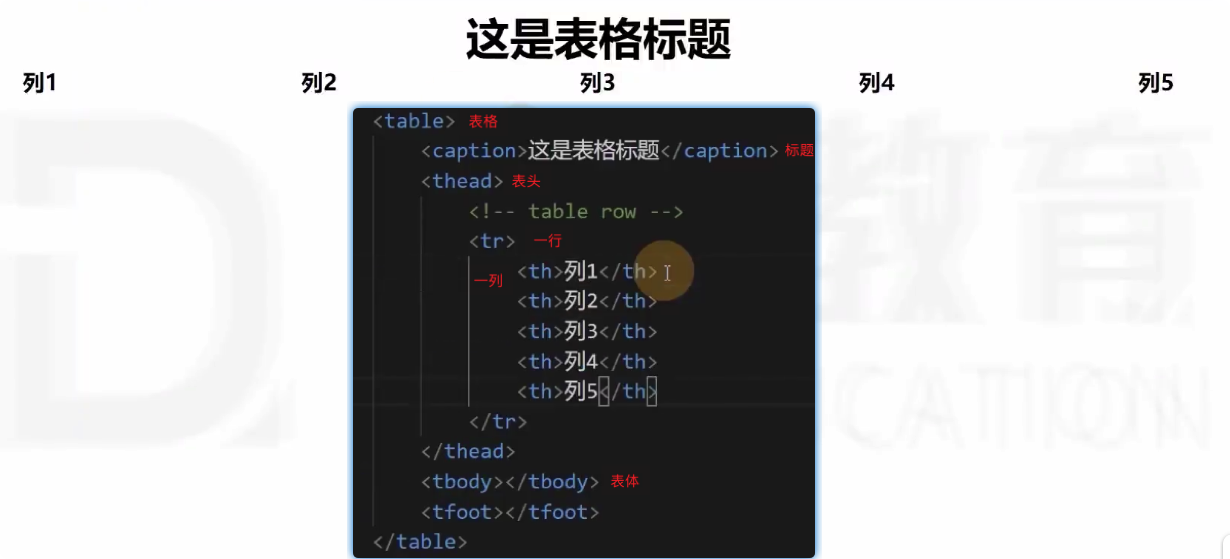 这是表格标题
列1 列2 列3 列4 列5
<table> 表格
<caption>这是表格标题</caption> 标题
<thead> 表头
<!-- table row -->
<tr> 一行
一列 <th>列1</th>
<th>列2</th>
<th>列3</th>
<th>列4</th>
<th>列5</th>
</tr>
</thead>
<tbody></tbody> 表体
<tfoot></tfoot>
</table>
教育
CATION